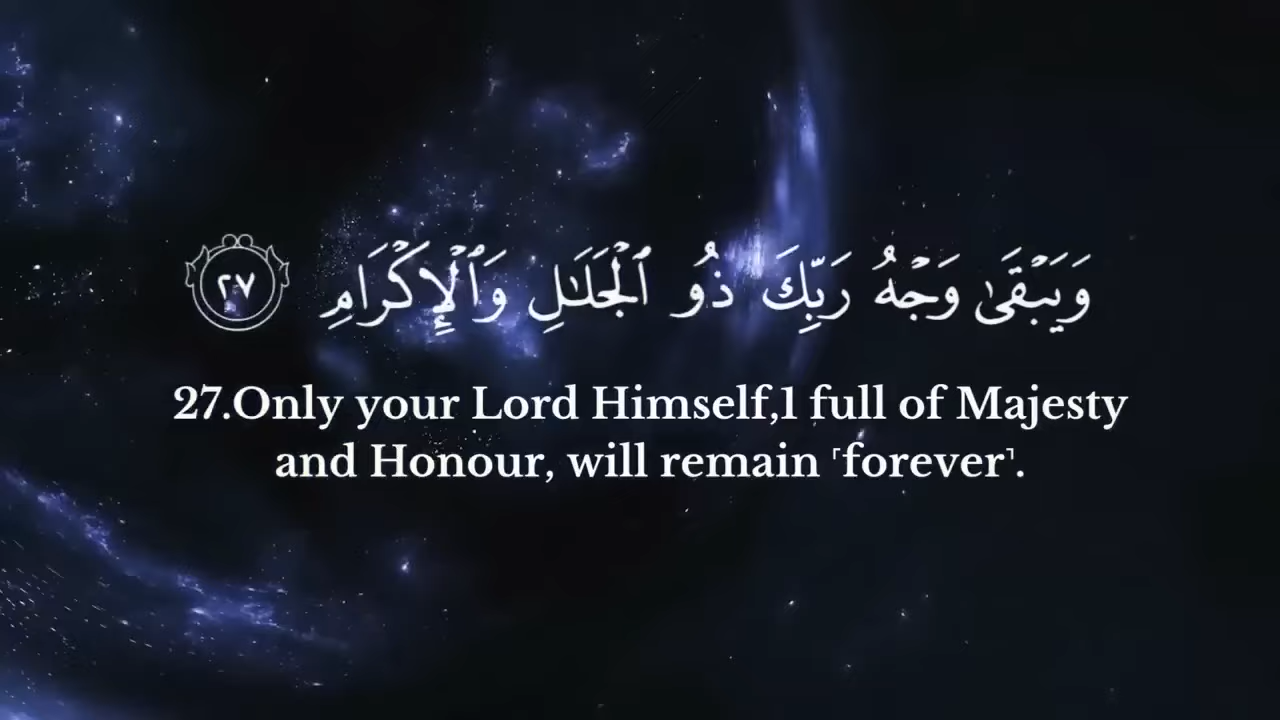 وَيَبْقَىٰ وَجْهُ رَبِّكَ ذُو ٱلْجَلَـٰلِ وَٱلْإِكْرَامِ ٢٧
27.Only your Lord Himself,1 full of Majesty
and Honour, will remain ˹forever˺.